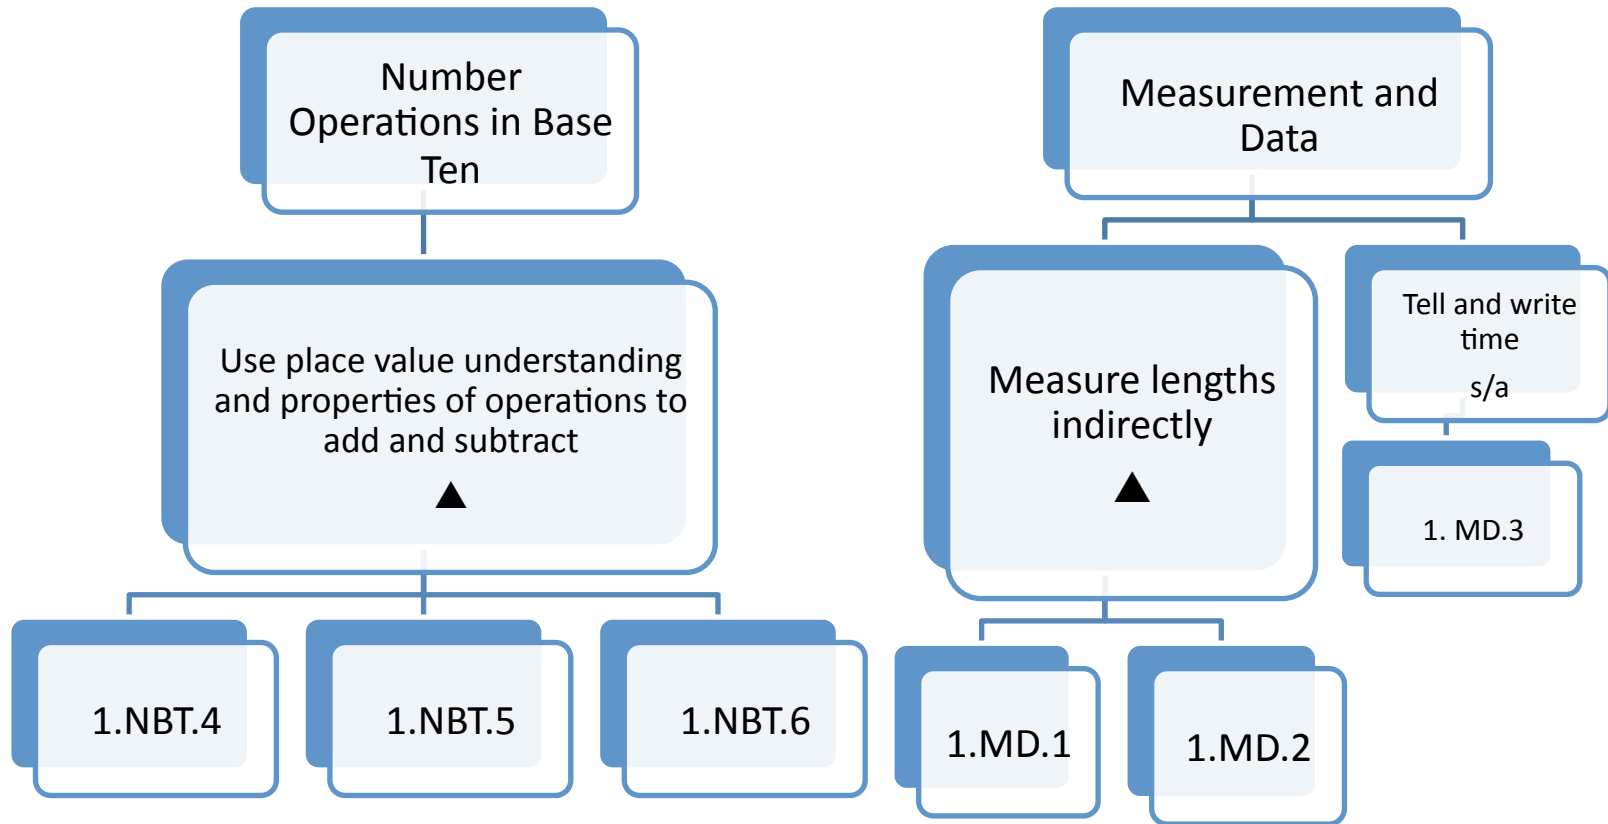 Number
Operations in Base
Ten
Use place value understanding
and properties of operations to
add and subtract
▲
1.NBT.4
1.NBT.5
1.NBT.6
Measurement and
Data
Measure lengths
indirectly
▲
1.MD.1
1.MD.2
Tell and write
time
s/a
1. MD.3